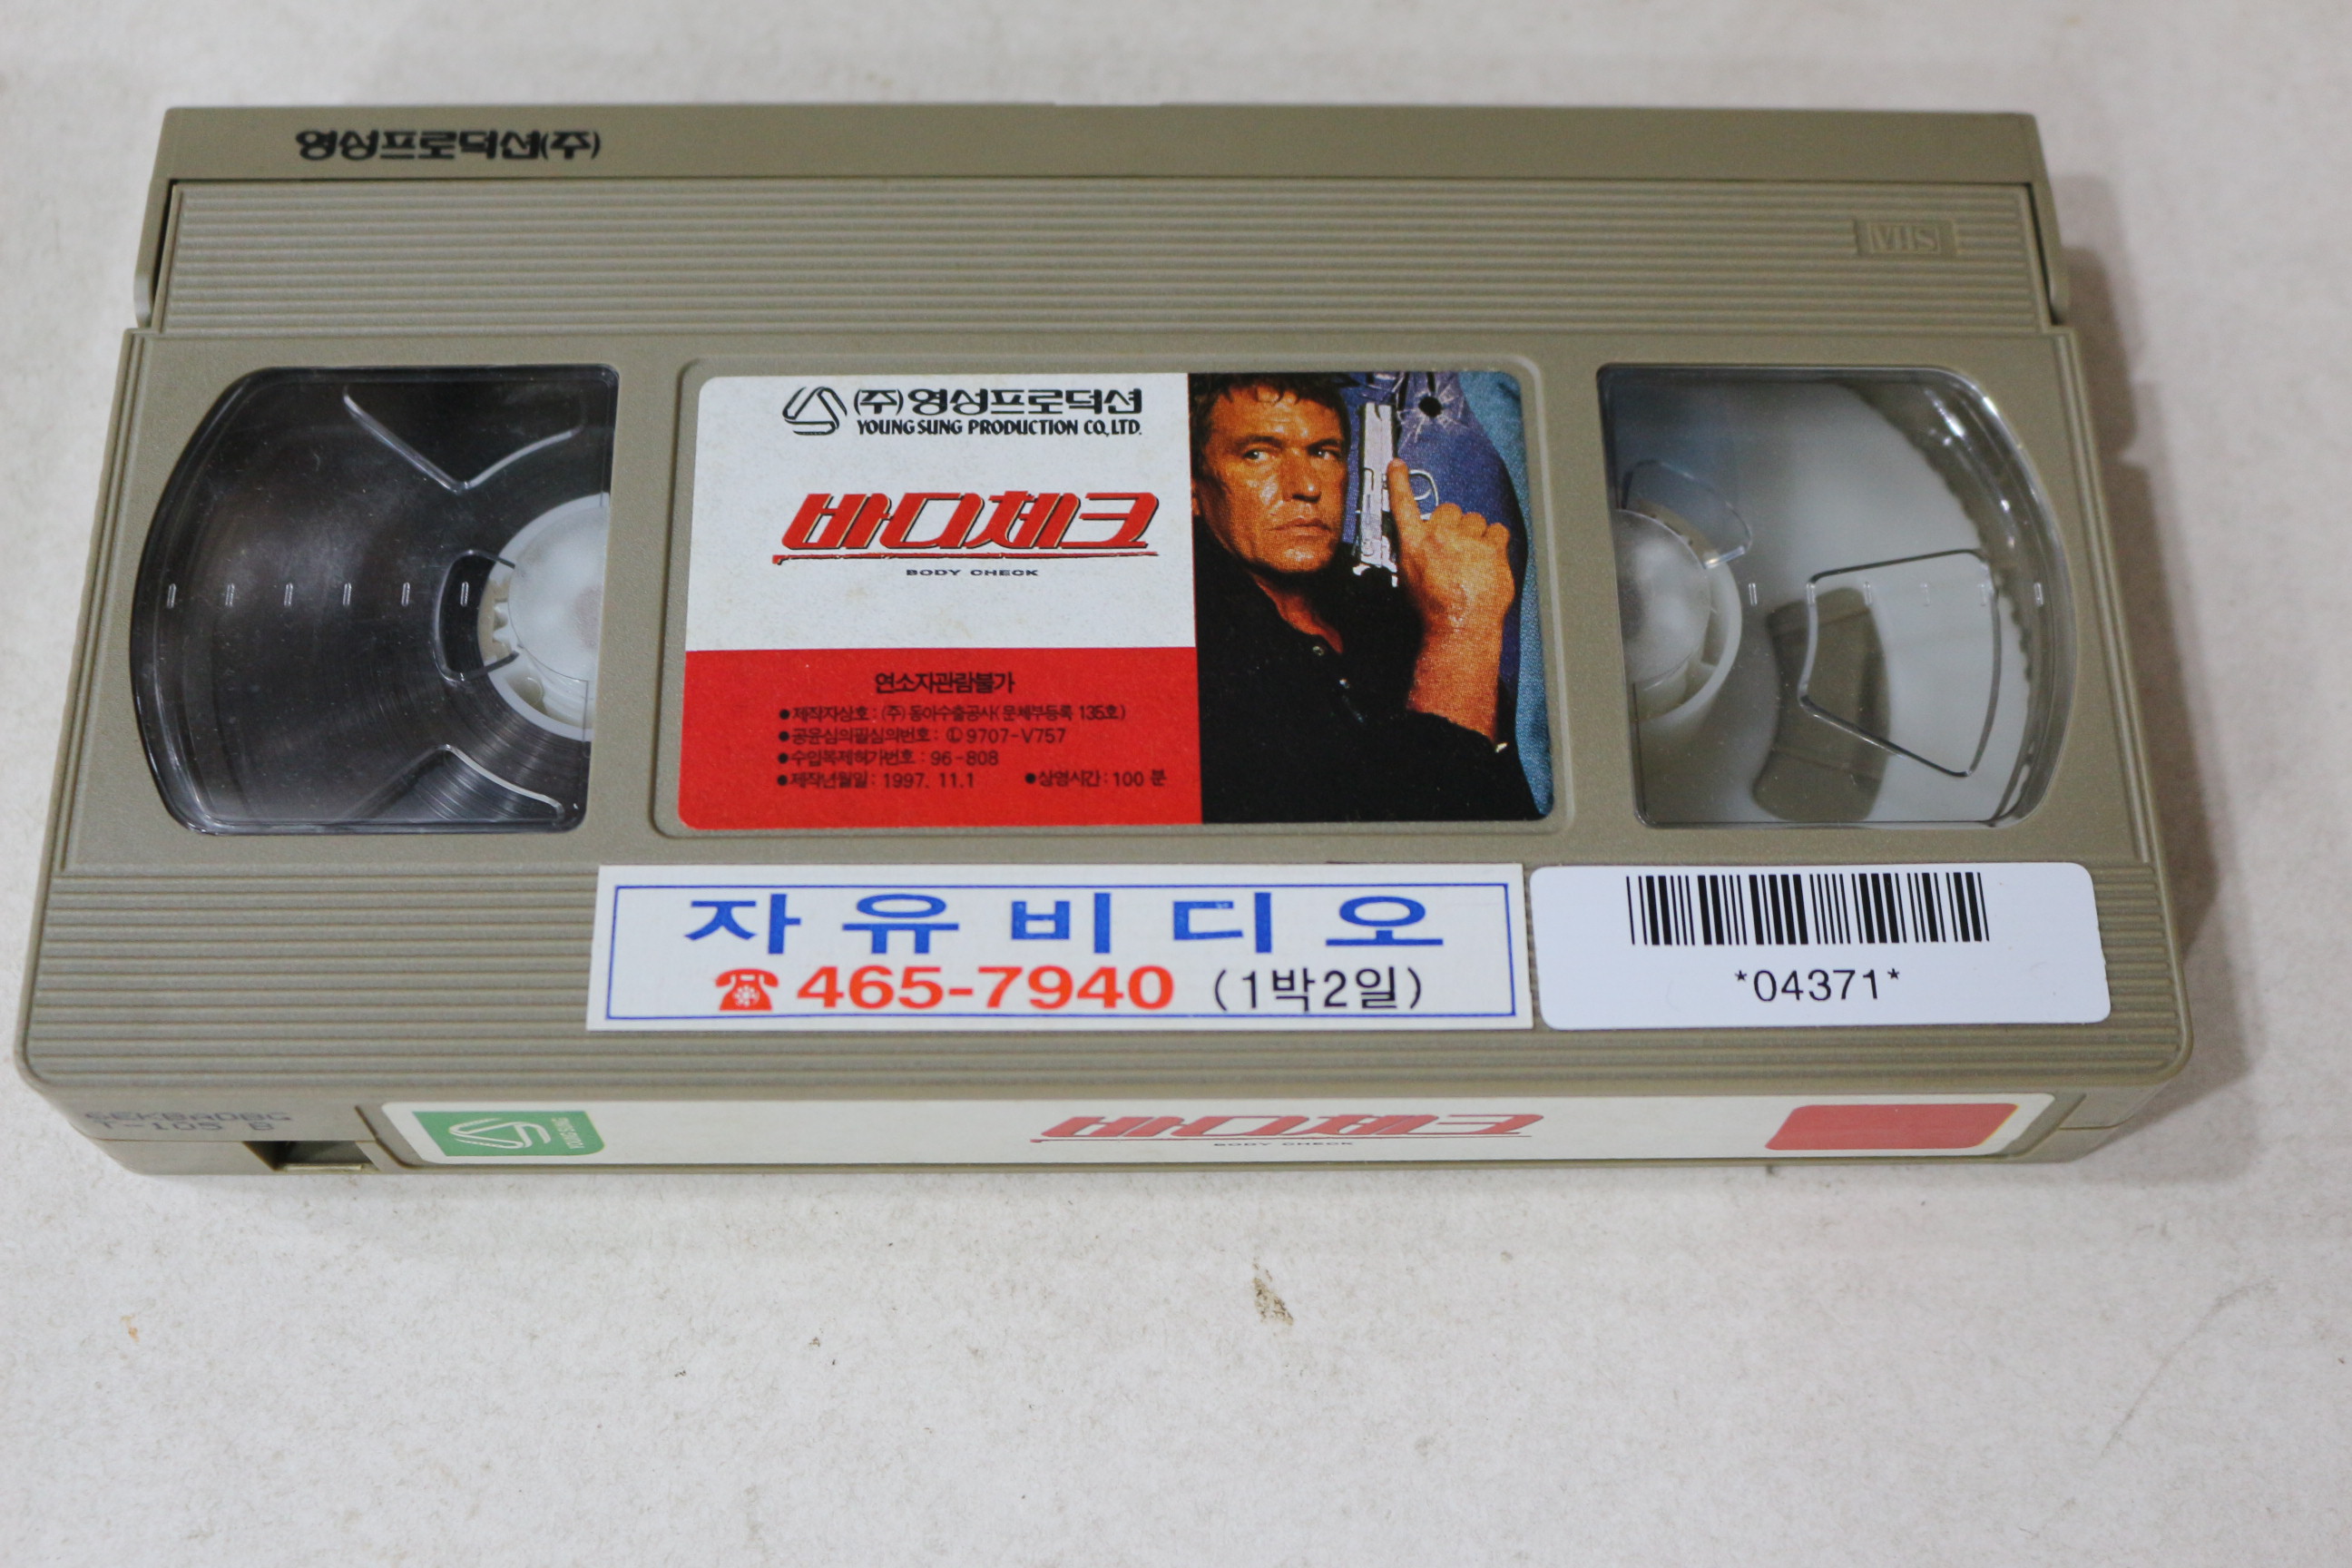 영성프로덕션(주)
VHS
(주)영성프로덕션
YOUNG SUNG PRODUCTION CO., LTD.
바디체크
BODY CHECK
연소자관람불가
●제작자상호 : (주) 동아수출공사( 문체부등록 135호)
●공윤심의필심의번호 : Ⓛ 9707-V757
●수입복제허가번호 : 96-808
●제작년월일 : 1997. 11.1 ●상영시간 : 100 분
자유비디오
☎ 465-7940 (1박2일)
*04371*
T-105 B
YOUNG SUNG
바디체크
BODY CHECK